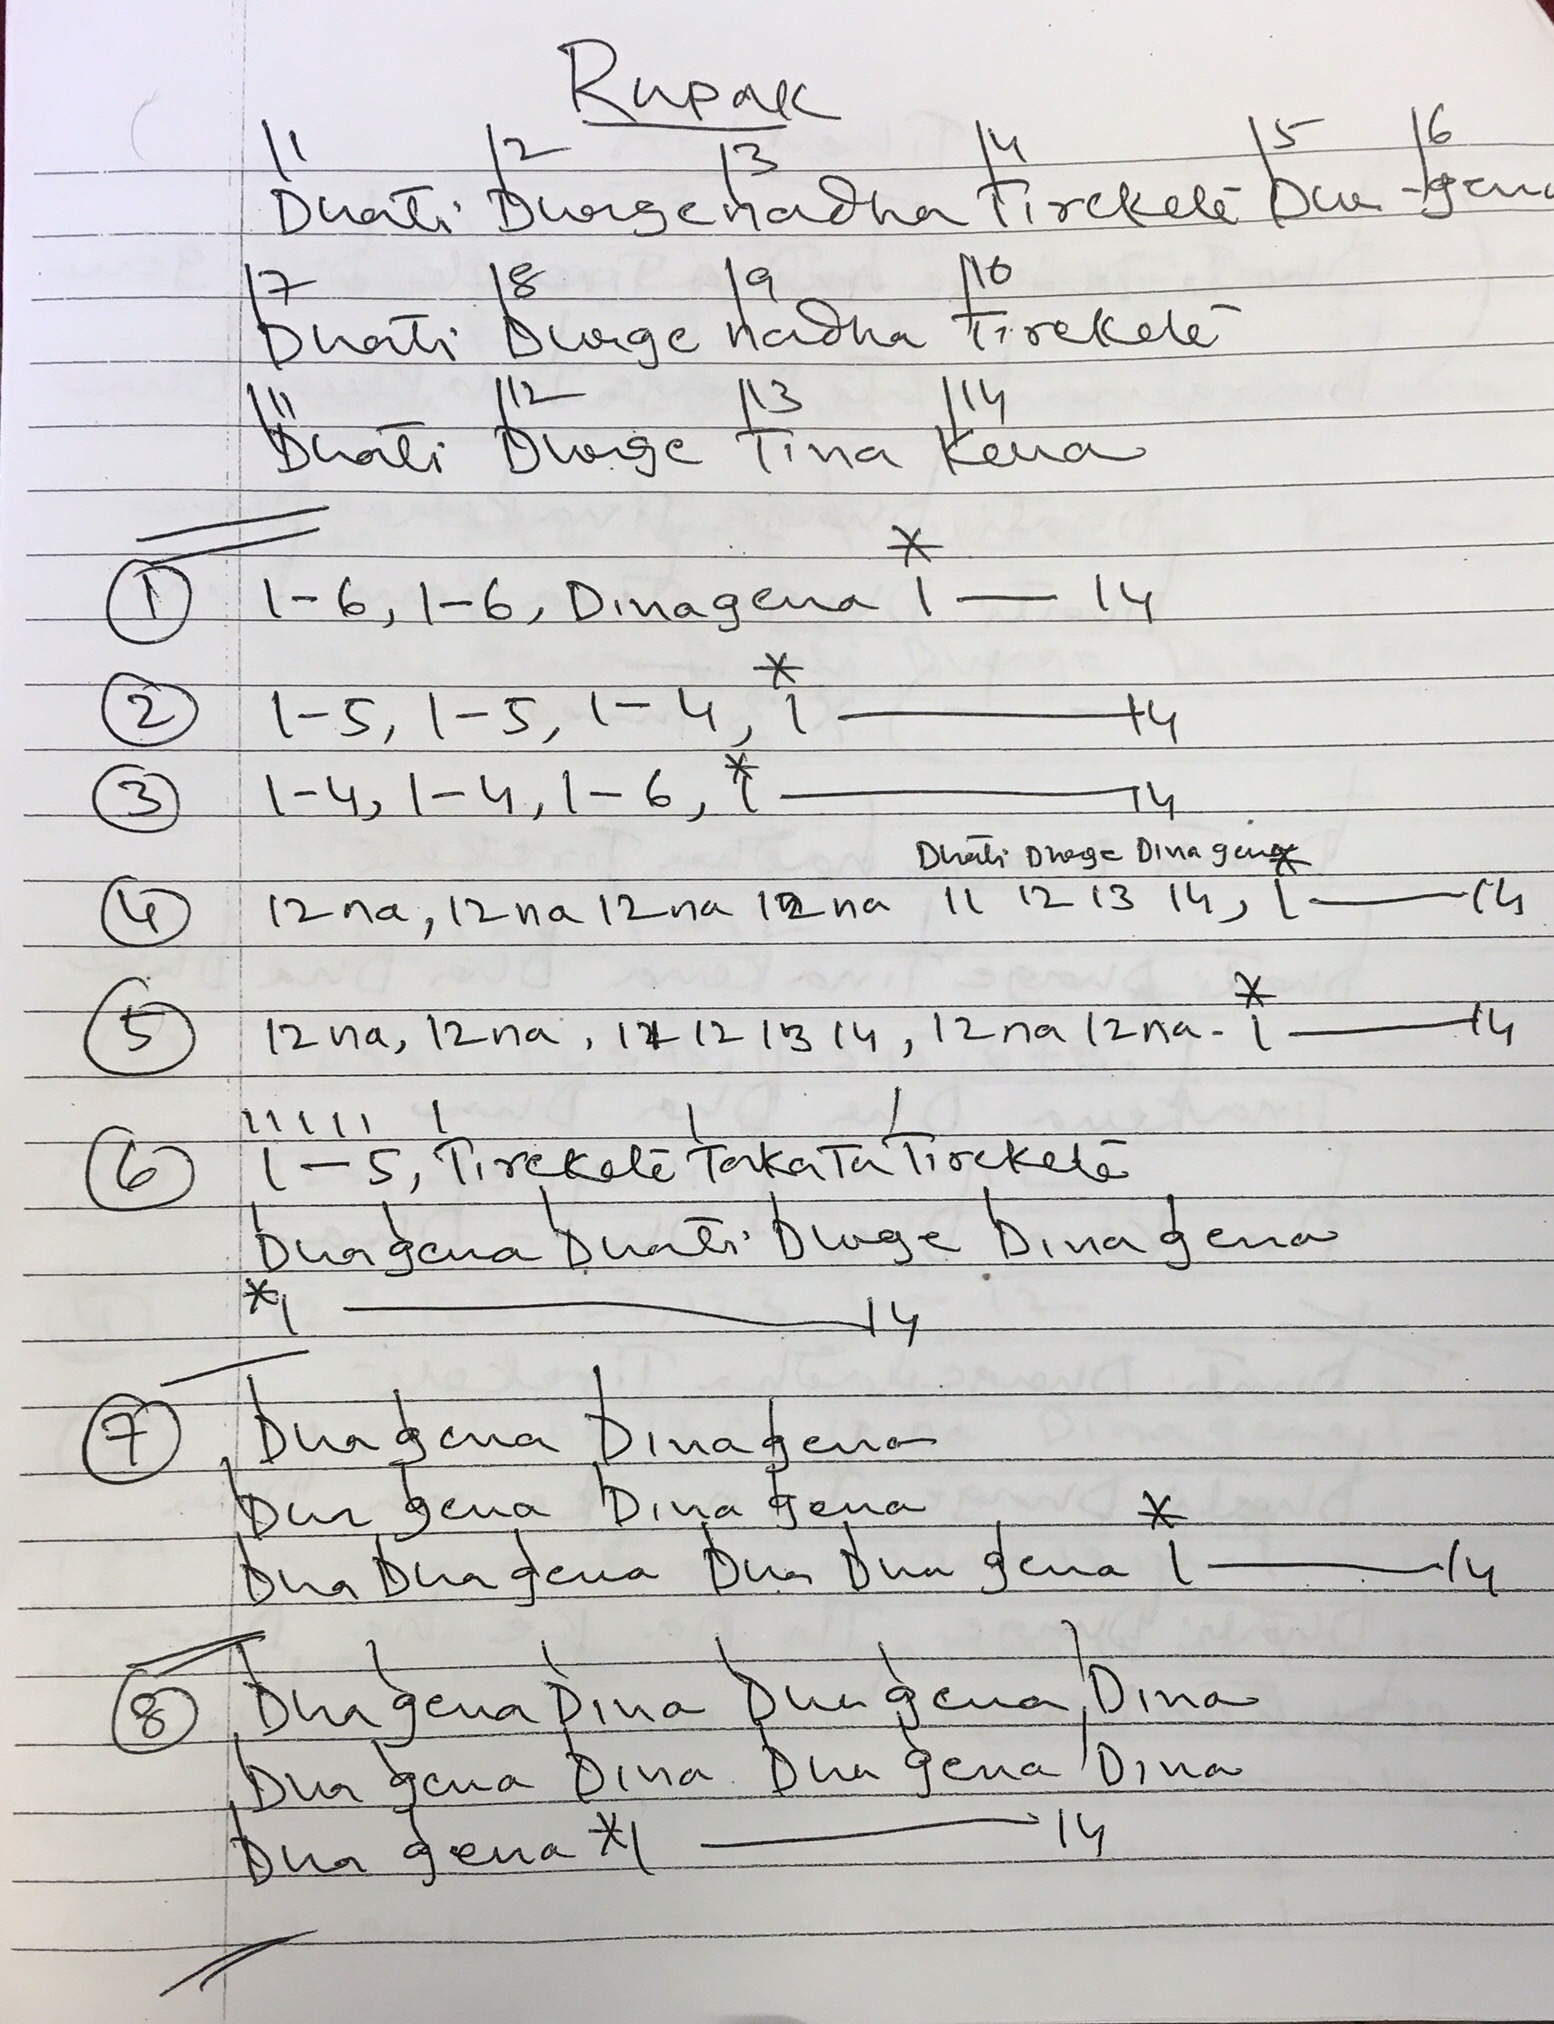 Rupak
1 2 3 4 5 6
Dhati Dhage nadha Tirekete Dha -gena
7 8 9 10
Dhati Dhage nadha Tirekete
11 12 13 14
Dhati Dhage Tina Kena
1 1-6, 1-6, Dinagena * 1 — 14
2 1-5, 1-5, 1-4, * 1 — 14
3 1-4, 1-4, 1-6, * 1 — 14
Dhati Dhage Dinagena *
4 12na, 12na 12na 12na 11 12 13 14, 1 — 14
5 12na, 12na, 11 12 13 14, 12na 12na - * 1 — 14
6 1-5, Tirekete TakaTa Tirekete
Dhagena Dhati Dhage Dinagena
* 1 — 14
7 Dhagena Dinagena
Dhagena Dinagena
Dha Dhagena Dha Dhagena * 1 — 14
8 Dhagena Dina Dhagena Dina
Dhagena Dina Dhagena Dina
Dhagena * 1 — 14